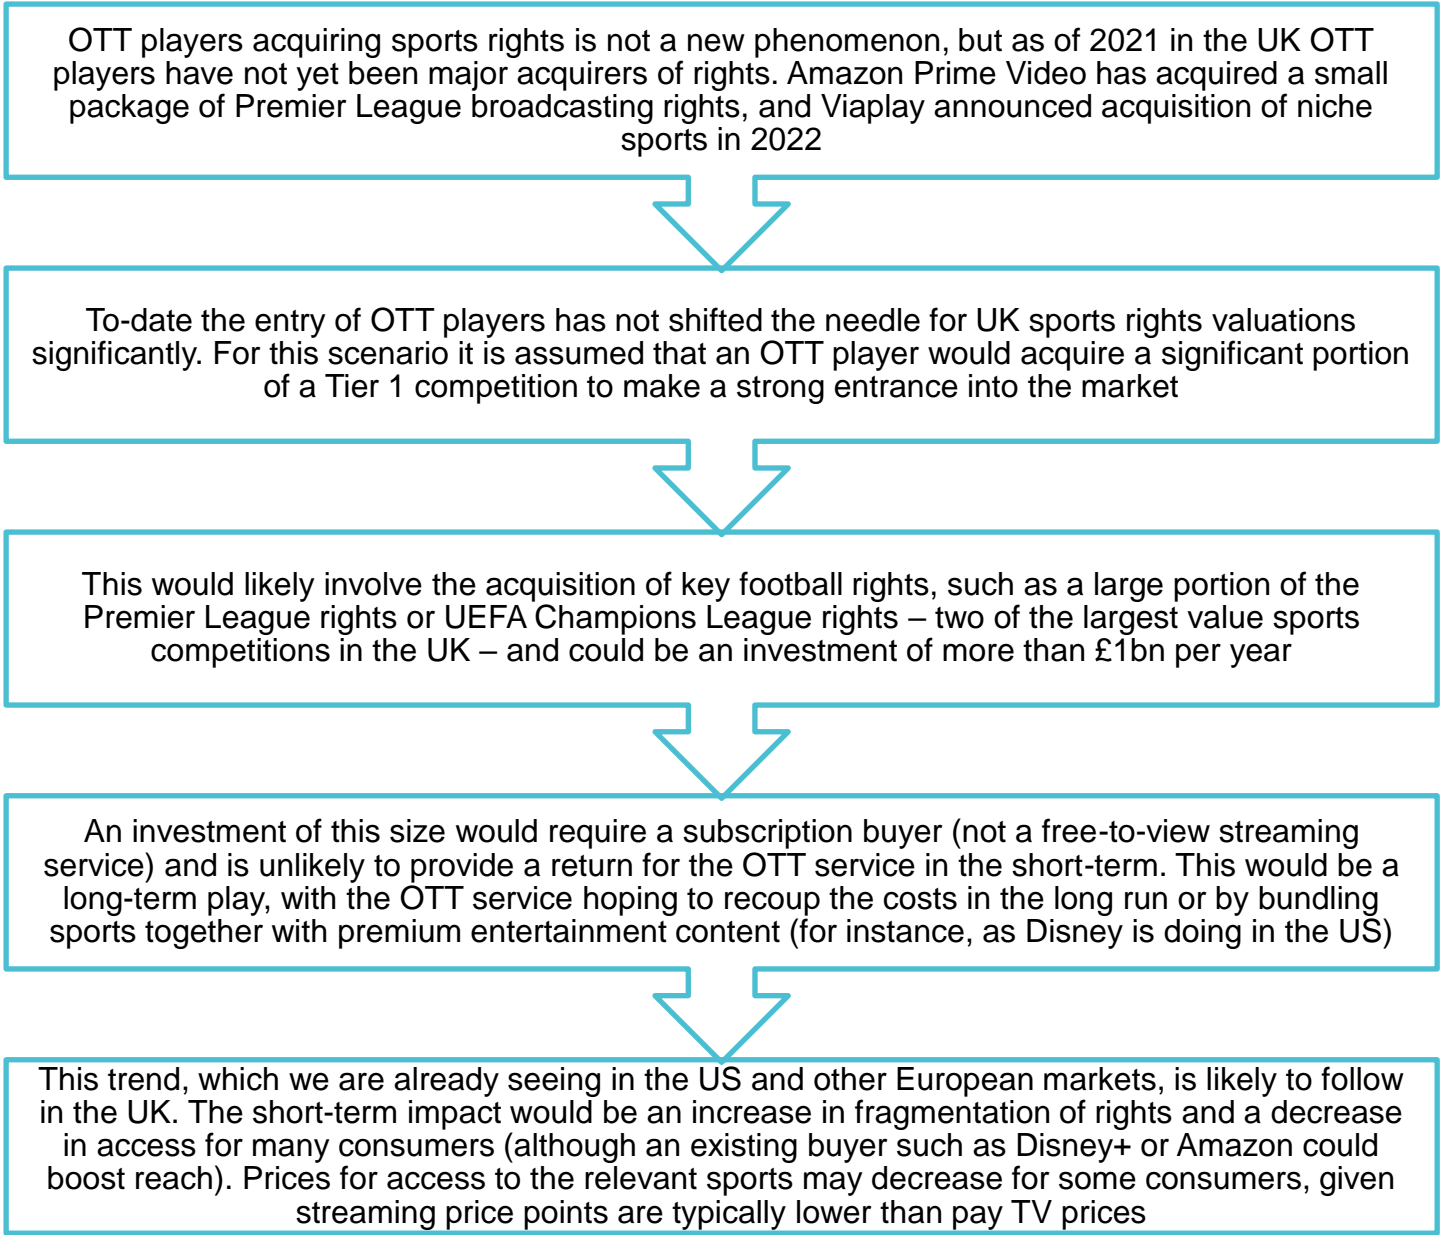 OTT players acquiring sports rights is not a new phenomenon, but as of 2021 in the UK OTT
players have not yet been major acquirers of rights. Amazon Prime Video has acquired a small
package of Premier League broadcasting rights, and Viaplay announced acquisition of niche
sports in 2022
To-date the entry of OTT players has not shifted the needle for UK sports rights valuations
significantly. For this scenario it is assumed that an OTT player would acquire a significant portion
of a Tier 1 competition to make a strong entrance into the market
This would likely involve the acquisition of key football rights, such as a large portion of the
Premier League rights or UEFA Champions League rights – two of the largest value sports
competitions in the UK – and could be an investment of more than £1bn per year
An investment of this size would require a subscription buyer (not a free-to-view streaming
service) and is unlikely to provide a return for the OTT service in the short-term. This would be a
long-term play, with the OTT service hoping to recoup the costs in the long run or by bundling
sports together with premium entertainment content (for instance, as Disney is doing in the US)
This trend, which we are already seeing in the US and other European markets, is likely to follow
in the UK. The short-term impact would be an increase in fragmentation of rights and a decrease
in access for many consumers (although an existing buyer such as Disney+ or Amazon could
boost reach). Prices for access to the relevant sports may decrease for some consumers, given
streaming price points are typically lower than pay TV prices